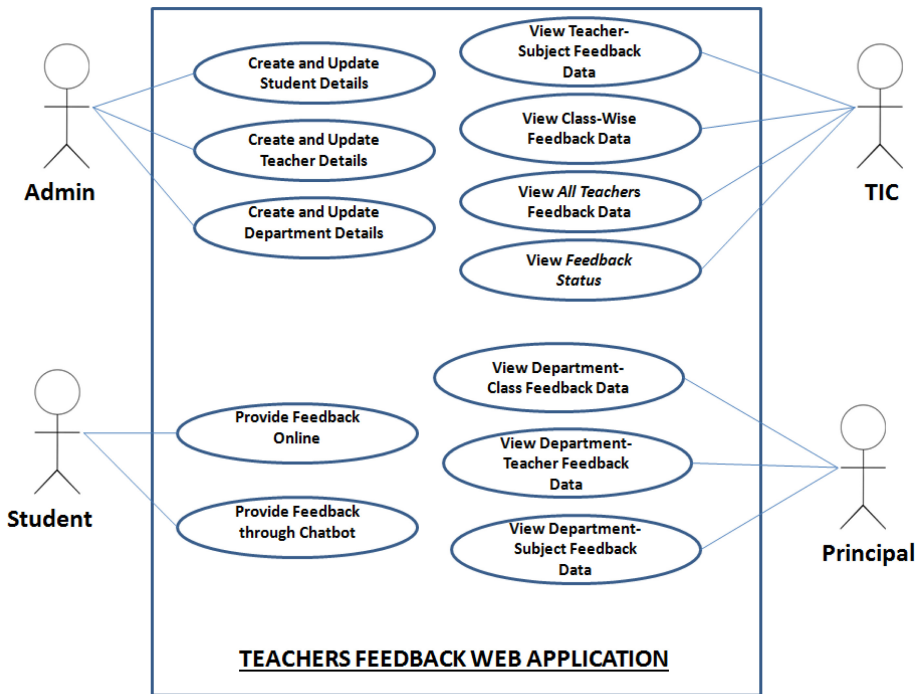 Admin
Create and Update
Student Details
Create and Update
Teacher Details
Create and Update
Department Details
View Teacher-
Subject Feedback
Data
View Class-Wise
Feedback Data
View All Teachers
Feedback Data
View Feedback
Status
TIC
Student
Provide Feedback
Online
Provide Feedback
through Chatbot
View Department-
Class Feedback Data
View Department-
Teacher Feedback
Data
View Department-
Subject Feedback
Data
Principal
TEACHERS FEEDBACK WEB APPLICATION